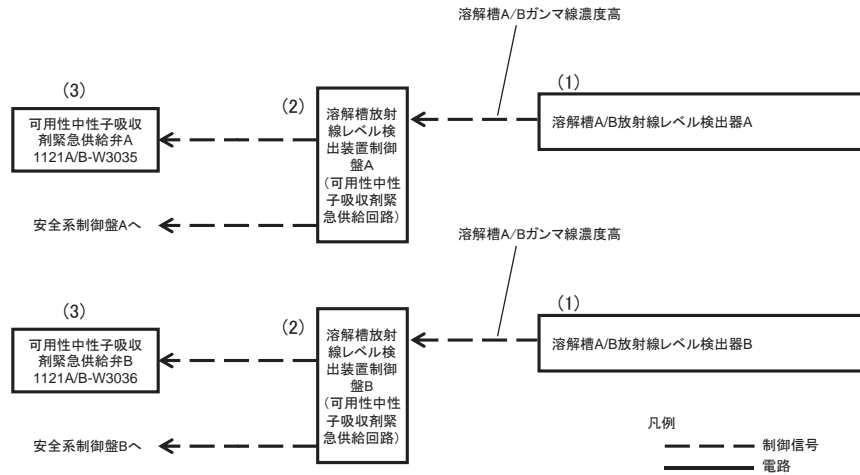 溶解槽A/Bガンマ線濃度高
(3)
(2)
(1)
可用性中性子吸収
剤緊急供給弁A
1121A/B-W3035
溶解槽放射
線レベル検
出装置制御
盤A
(可用性中性
子吸収剤緊
急供給回路)
溶解槽A/B放射線レベル検出器A
安全系制御盤Aへ
溶解槽A/Bガンマ線濃度高
(3)
(2)
(1)
可用性中性子吸収
剤緊急供給弁B
1121A/B-W3036
溶解槽放射
線レベル検
出装置制御
盤B
(可用性中性
子吸収剤緊
急供給回路)
溶解槽A/B放射線レベル検出器B
安全系制御盤Bへ
凡例
制御信号
電路